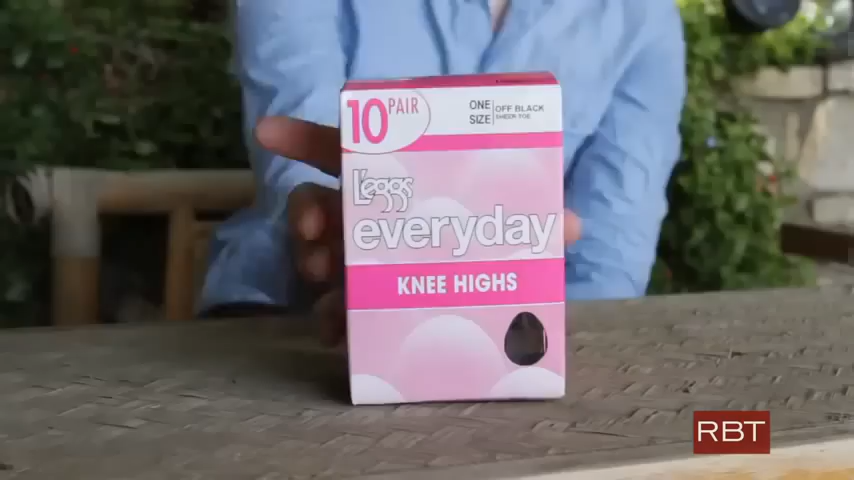 10 PAIR
ONE SIZE
OFF BLACK
SHEER TOE
L'eggs
everyday
KNEE HIGHS
RBT